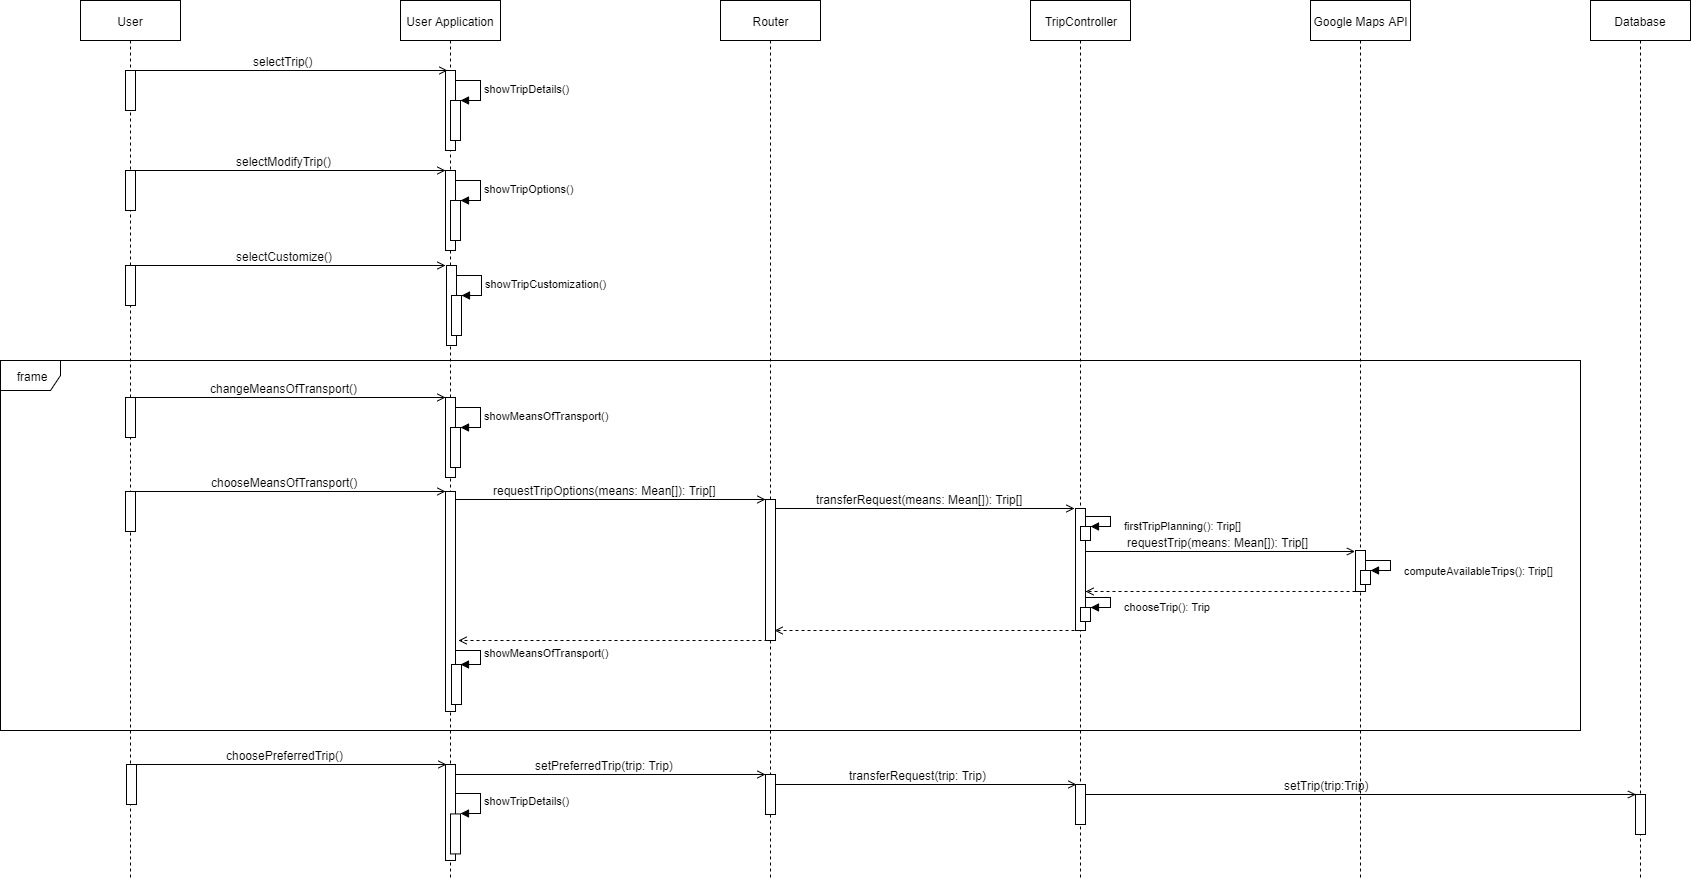 User
User Application
Router
TripController
Google Maps API
Database
selectTrip()
showTripDetails()
selectModifyTrip()
showTripOptions()
selectCustomize()
showTripCustomization()
frame
changeMeansOfTransport()
showMeansOfTransport()
chooseMeansOfTransport()
requestTripOptions(means: Mean[]): Trip[]
transferRequest(means: Mean[]): Trip[]
firstTripPlanning(): Trip[]
requestTrip(means: Mean[]): Trip[]
computeAvailableTrips(): Trip[]
chooseTrip(): Trip
showMeansOfTransport()
choosePreferredTrip()
setPreferredTrip(trip: Trip)
transferRequest(trip: Trip)
setTrip(trip:Trip)
showTripDetails()